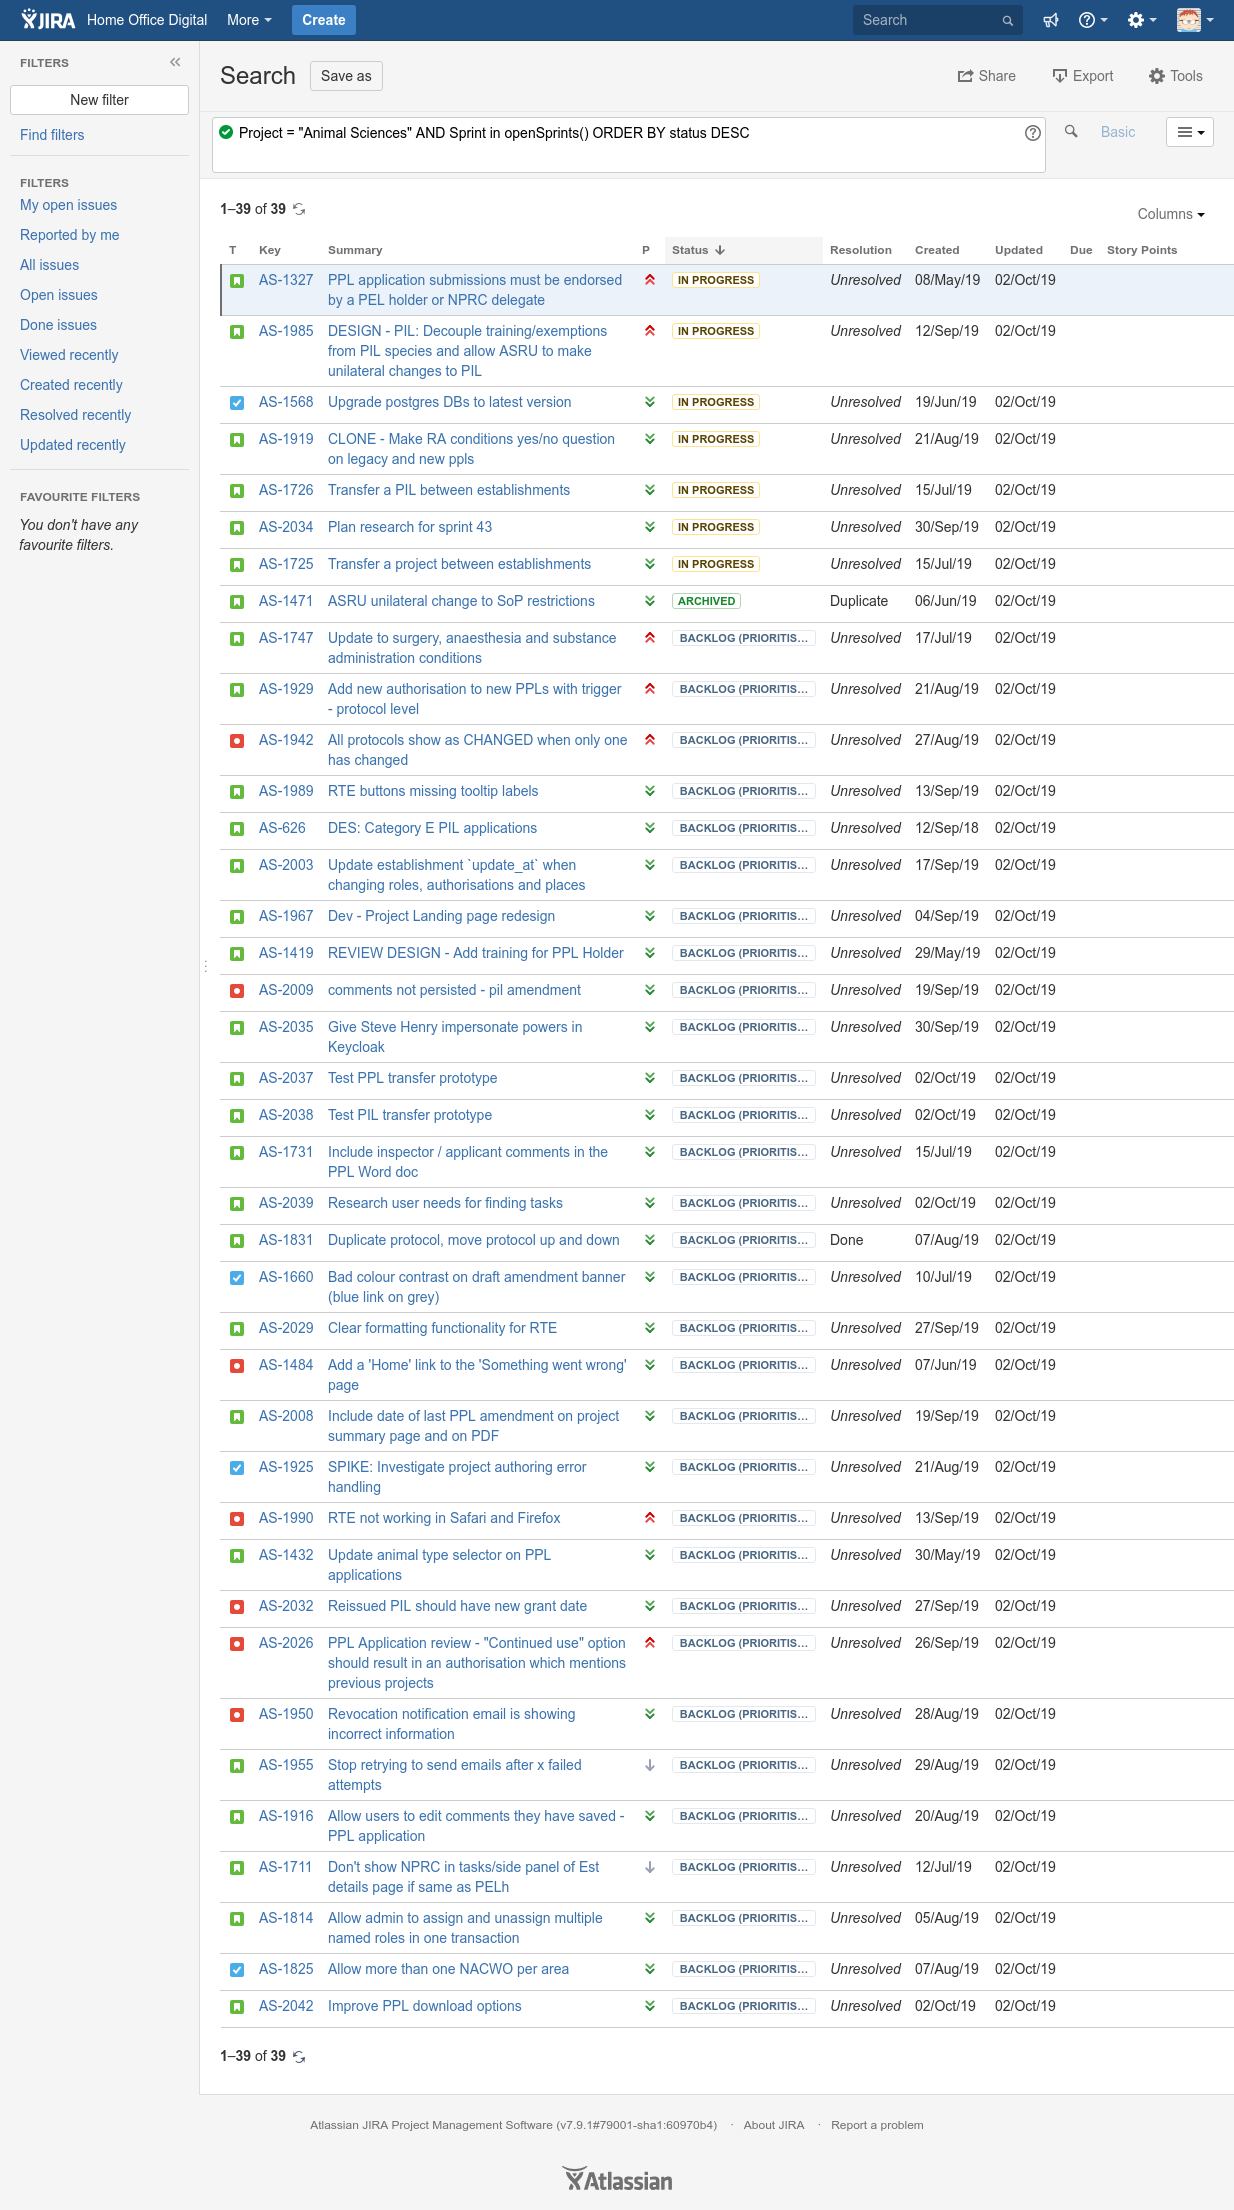 JIRA Home Office Digital More Create Search
FILTERS
New filter
Find filters
FILTERS
My open issues
Reported by me
All issues
Open issues
Done issues
Viewed recently
Created recently
Resolved recently
Updated recently
FAVOURITE FILTERS
You don't have any
favourite filters.
Search Save as Share Export Tools
Project = "Animal Sciences" AND Sprint in openSprints() ORDER BY status DESC Basic
1–39 of 39
Columns
T Key Summary P Status Resolution Created Updated Due Story Points
AS-1327 PPL application submissions must be endorsed IN PROGRESS Unresolved 08/May/19 02/Oct/19
by a PEL holder or NPRC delegate
AS-1985 DESIGN - PIL: Decouple training/exemptions IN PROGRESS Unresolved 12/Sep/19 02/Oct/19
from PIL species and allow ASRU to make
unilateral changes to PIL
AS-1568 Upgrade postgres DBs to latest version IN PROGRESS Unresolved 19/Jun/19 02/Oct/19
AS-1919 CLONE - Make RA conditions yes/no question IN PROGRESS Unresolved 21/Aug/19 02/Oct/19
on legacy and new ppls
AS-1726 Transfer a PIL between establishments IN PROGRESS Unresolved 15/Jul/19 02/Oct/19
AS-2034 Plan research for sprint 43 IN PROGRESS Unresolved 30/Sep/19 02/Oct/19
AS-1725 Transfer a project between establishments IN PROGRESS Unresolved 15/Jul/19 02/Oct/19
AS-1471 ASRU unilateral change to SoP restrictions ARCHIVED Duplicate 06/Jun/19 02/Oct/19
AS-1747 Update to surgery, anaesthesia and substance BACKLOG (PRIORITIS... Unresolved 17/Jul/19 02/Oct/19
administration conditions
AS-1929 Add new authorisation to new PPLs with trigger BACKLOG (PRIORITIS... Unresolved 21/Aug/19 02/Oct/19
- protocol level
AS-1942 All protocols show as CHANGED when only one BACKLOG (PRIORITIS... Unresolved 27/Aug/19 02/Oct/19
has changed
AS-1989 RTE buttons missing tooltip labels BACKLOG (PRIORITIS... Unresolved 13/Sep/19 02/Oct/19
AS-626 DES: Category E PIL applications BACKLOG (PRIORITIS... Unresolved 12/Sep/18 02/Oct/19
AS-2003 Update establishment `update_at` when BACKLOG (PRIORITIS... Unresolved 17/Sep/19 02/Oct/19
changing roles, authorisations and places
AS-1967 Dev - Project Landing page redesign BACKLOG (PRIORITIS... Unresolved 04/Sep/19 02/Oct/19
AS-1419 REVIEW DESIGN - Add training for PPL Holder BACKLOG (PRIORITIS... Unresolved 29/May/19 02/Oct/19
AS-2009 comments not persisted - pil amendment BACKLOG (PRIORITIS... Unresolved 19/Sep/19 02/Oct/19
AS-2035 Give Steve Henry impersonate powers in BACKLOG (PRIORITIS... Unresolved 30/Sep/19 02/Oct/19
Keycloak
AS-2037 Test PPL transfer prototype BACKLOG (PRIORITIS... Unresolved 02/Oct/19 02/Oct/19
AS-2038 Test PIL transfer prototype BACKLOG (PRIORITIS... Unresolved 02/Oct/19 02/Oct/19
AS-1731 Include inspector / applicant comments in the BACKLOG (PRIORITIS... Unresolved 15/Jul/19 02/Oct/19
PPL Word doc
AS-2039 Research user needs for finding tasks BACKLOG (PRIORITIS... Unresolved 02/Oct/19 02/Oct/19
AS-1831 Duplicate protocol, move protocol up and down BACKLOG (PRIORITIS... Done 07/Aug/19 02/Oct/19
AS-1660 Bad colour contrast on draft amendment banner BACKLOG (PRIORITIS... Unresolved 10/Jul/19 02/Oct/19
(blue link on grey)
AS-2029 Clear formatting functionality for RTE BACKLOG (PRIORITIS... Unresolved 27/Sep/19 02/Oct/19
AS-1484 Add a 'Home' link to the 'Something went wrong' BACKLOG (PRIORITIS... Unresolved 07/Jun/19 02/Oct/19
page
AS-2008 Include date of last PPL amendment on project BACKLOG (PRIORITIS... Unresolved 19/Sep/19 02/Oct/19
summary page and on PDF
AS-1925 SPIKE: Investigate project authoring error BACKLOG (PRIORITIS... Unresolved 21/Aug/19 02/Oct/19
handling
AS-1990 RTE not working in Safari and Firefox BACKLOG (PRIORITIS... Unresolved 13/Sep/19 02/Oct/19
AS-1432 Update animal type selector on PPL BACKLOG (PRIORITIS... Unresolved 30/May/19 02/Oct/19
applications
AS-2032 Reissued PIL should have new grant date BACKLOG (PRIORITIS... Unresolved 27/Sep/19 02/Oct/19
AS-2026 PPL Application review - "Continued use" option BACKLOG (PRIORITIS... Unresolved 26/Sep/19 02/Oct/19
should result in an authorisation which mentions
previous projects
AS-1950 Revocation notification email is showing BACKLOG (PRIORITIS... Unresolved 28/Aug/19 02/Oct/19
incorrect information
AS-1955 Stop retrying to send emails after x failed BACKLOG (PRIORITIS... Unresolved 29/Aug/19 02/Oct/19
attempts
AS-1916 Allow users to edit comments they have saved - BACKLOG (PRIORITIS... Unresolved 20/Aug/19 02/Oct/19
PPL application
AS-1711 Don't show NPRC in tasks/side panel of Est BACKLOG (PRIORITIS... Unresolved 12/Jul/19 02/Oct/19
details page if same as PELh
AS-1814 Allow admin to assign and unassign multiple BACKLOG (PRIORITIS... Unresolved 05/Aug/19 02/Oct/19
named roles in one transaction
AS-1825 Allow more than one NACWO per area BACKLOG (PRIORITIS... Unresolved 07/Aug/19 02/Oct/19
AS-2042 Improve PPL download options BACKLOG (PRIORITIS... Unresolved 02/Oct/19 02/Oct/19
1–39 of 39
Atlassian JIRA Project Management Software (v7.9.1#79001-sha1:60970b4) · About JIRA · Report a problem
Atlassian